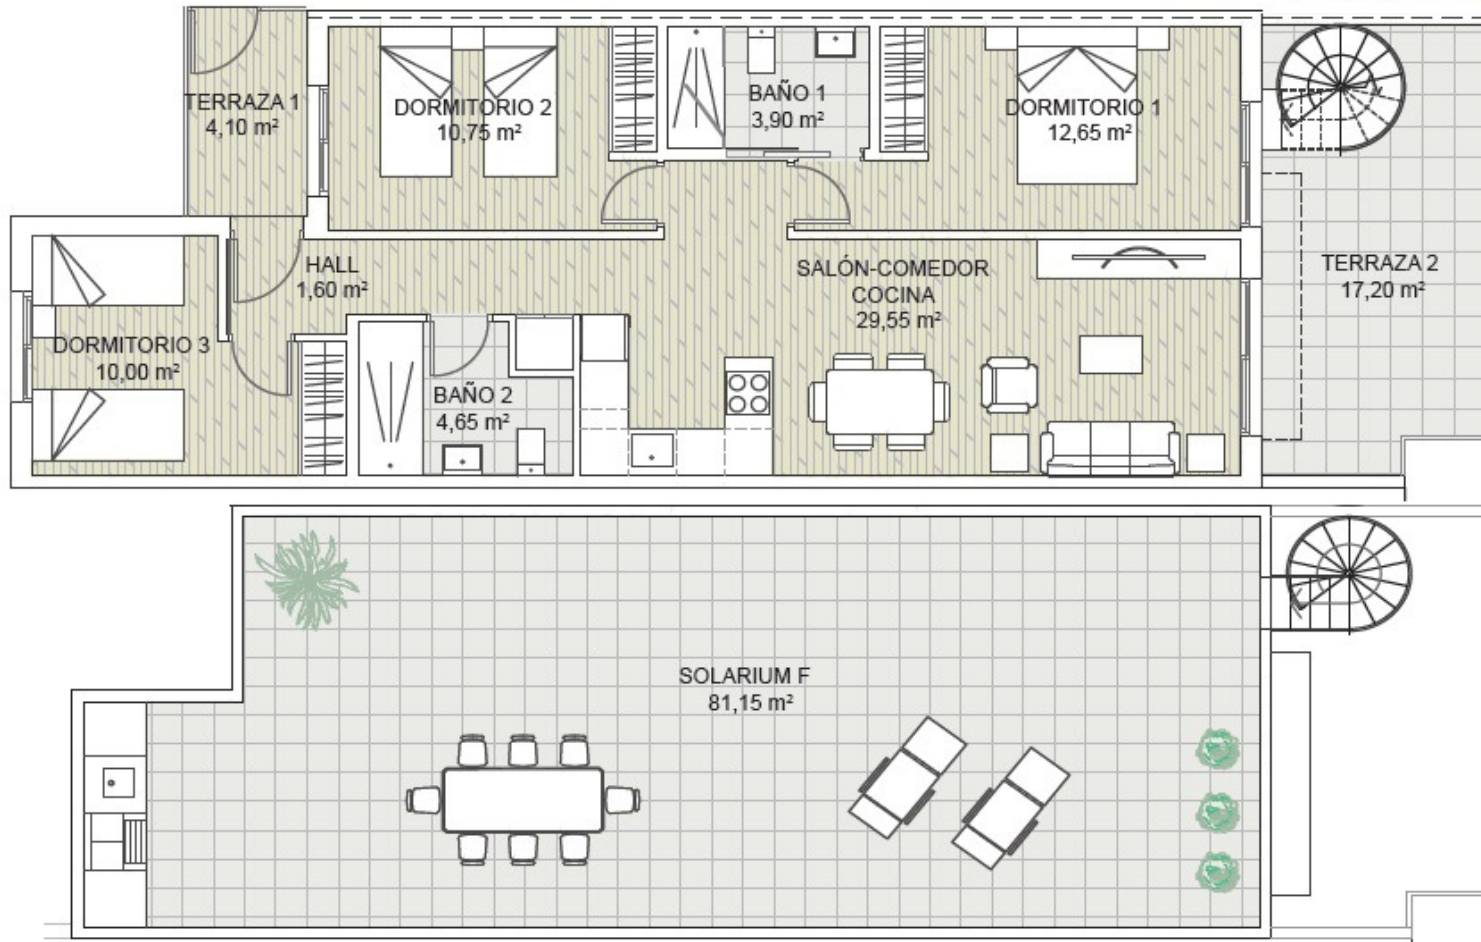 TERRAZA 1
4,10 m²
DORMITORIO 2
10,75 m²
BAÑO 1
3,90 m²
DORMITORIO 1
12,65 m²
HALL
1,60 m²
SALÓN-COMEDOR
COCINA
29,55 m²
TERRAZA 2
17,20 m²
DORMITORIO 3
10,00 m²
BAÑO 2
4,65 m²
SOLARIUM F
81,15 m²